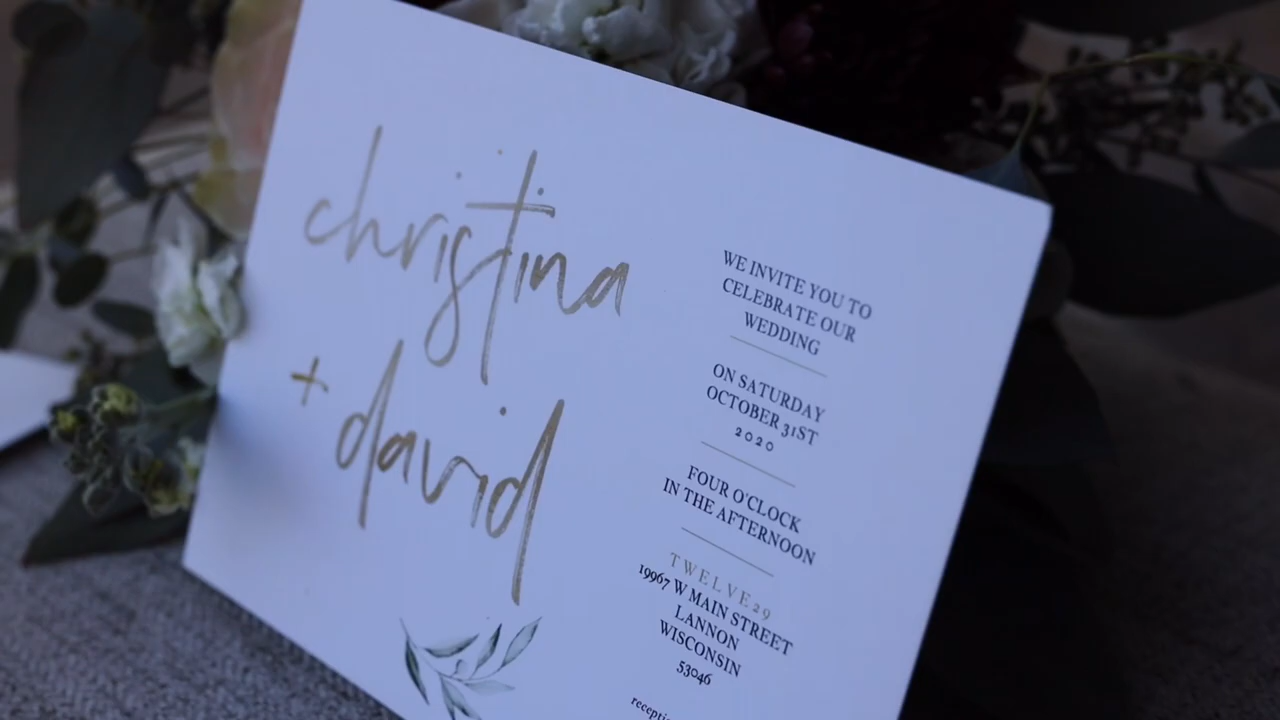 christina
+ david
WE INVITE YOU TO
CELEBRATE OUR
WEDDING
ON SATURDAY
OCTOBER 31ST
2020
FOUR O'CLOCK
IN THE AFTERNOON
TWELVE29
19967 W MAIN STREET
LANNON
WISCONSIN
53046